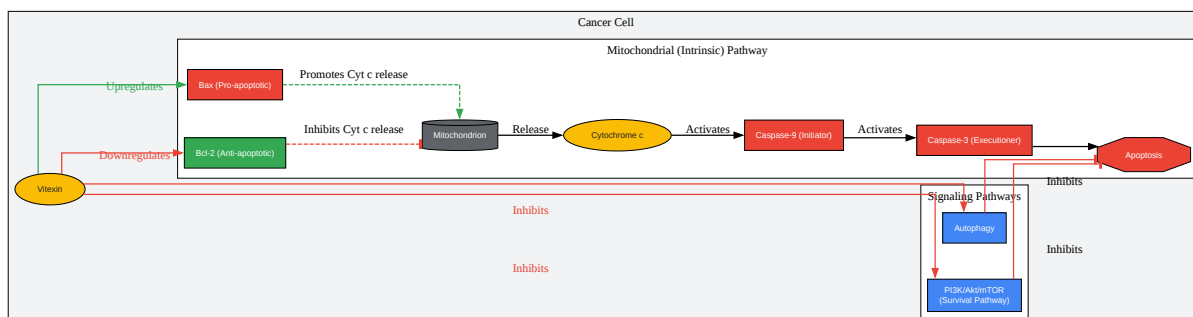 Cancer Cell
Mitochondrial (Intrinsic) Pathway
Upregulates
Bax (Pro-apoptotic)
Promotes Cyt c release
Downregulates
Bcl-2 (Anti-apoptotic)
Inhibits Cyt c release
Mitochondrion
Release
Cytochrome c
Activates
Caspase-9 (Initiator)
Activates
Caspase-3 (Executioner)
Apoptosis
Vitexin
Inhibits
Inhibits
Signaling Pathways
Autophagy
Inhibits
PI3K/Akt/mTOR
(Survival Pathway)
Inhibits